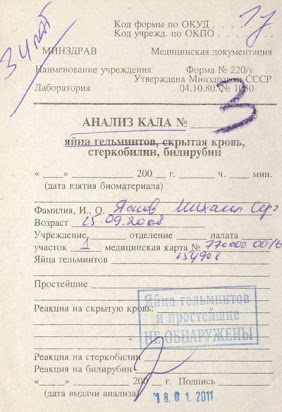 Код формы по ОКУД
Код учрежд. по ОКПО
МИНЗДРАВ Медицинская документация
Наименование учреждения Форма № 220/у
Утверждена Минздравом СССР
Лаборатория 04.10.80 № 1030
АНАЛИЗ КАЛА № 3
яйца гельминтов, скрытая кровь,
стеркобилин, билирубин
« » 200 г. ч. мин.
(дата взятия биоматериала)
Фамилия, И., О. Михаил Серг
Возраст 25.09.2008
Учреждение отделение палата
участок 1 медицинская карта №
Яйца гельминтов
Простейшие
Реакция на скрытую кровь:
Яйца гельминтов
и простейшие
НЕ ОБНАРУЖЕНЫ
Реакция на стеркобилин
Реакция на билирубин
« » 200 г. Подпись
(дата выдачи анализа) 18 01 2011